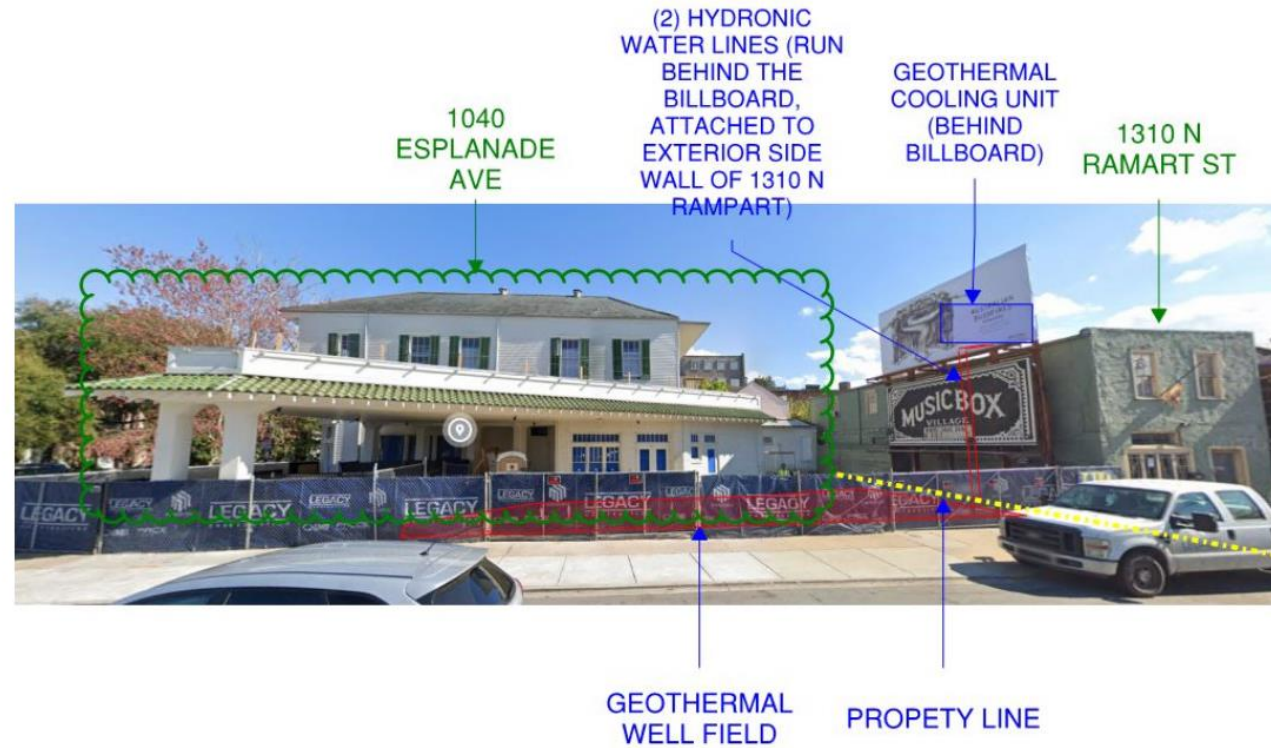 (2) HYDRONIC
WATER LINES (RUN
BEHIND THE
BILLBOARD,
ATTACHED TO
EXTERIOR SIDE
WALL OF 1310 N
RAMPART)
GEOTHERMAL
COOLING UNIT
(BEHIND
BILLBOARD)
1040
ESPLANADE
AVE
1310 N
RAMART ST
MUSIC BOX
VILLAGE
LEGACY
LEGACY
LEGACY
LEGACY
LEGACY
LEGACY
LEGACY
LEGACY
GEOTHERMAL
WELL FIELD
PROPETY LINE